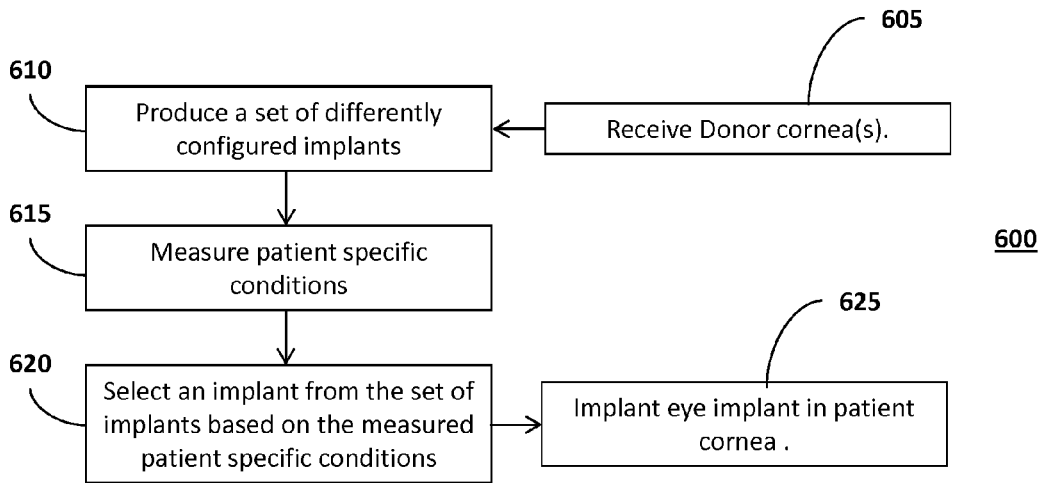 605
610
Produce a set of differently
configured implants
Receive Donor cornea(s).
615
Measure patient specific
conditions
600
625
620
Select an implant from the set of
implants based on the measured
patient specific conditions
Implant eye implant in patient
cornea .